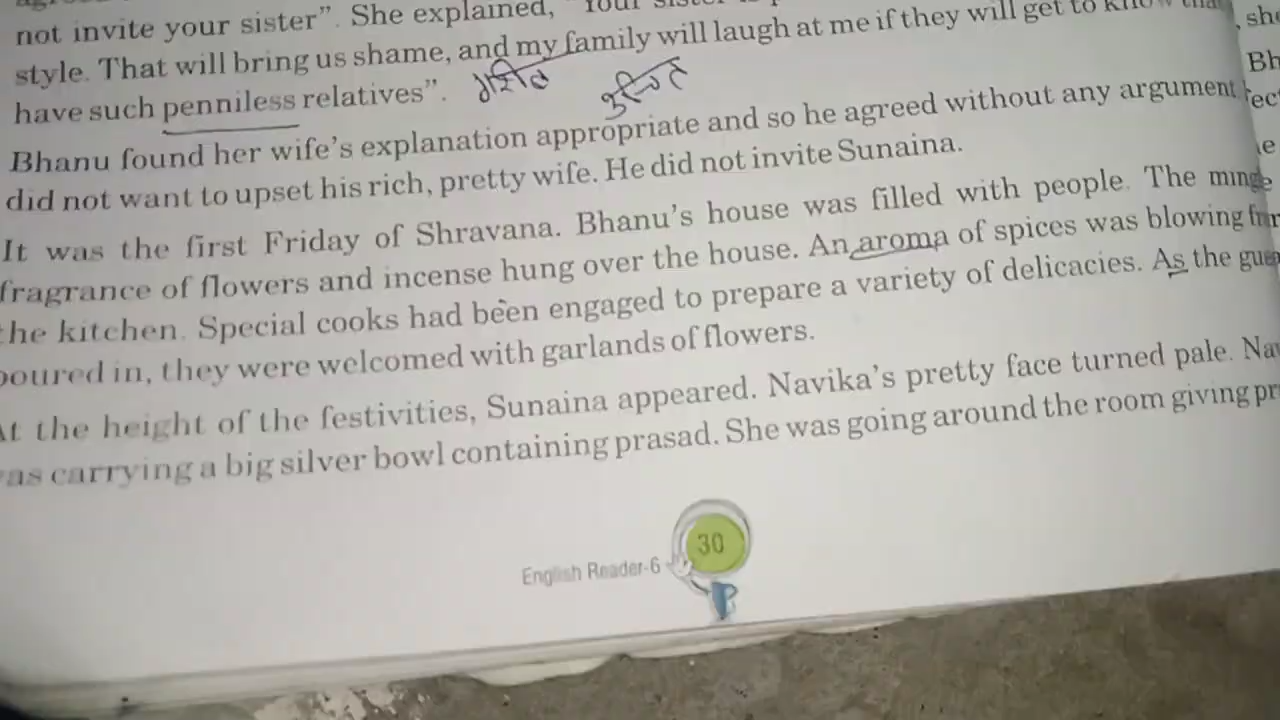 not invite your sister”. She explained, “Your
style. That will bring us shame, and my family will laugh at me if they will get to know that
have such penniless relatives”. गरीब उचित
Bhanu found her wife’s explanation appropriate and so he agreed without any argument
did not want to upset his rich, pretty wife. He did not invite Sunaina.
It was the first Friday of Shravana. Bhanu’s house was filled with people. The
fragrance of flowers and incense hung over the house. An aroma of spices was blowing
the kitchen. Special cooks had been engaged to prepare a variety of delicacies. As the
poured in, they were welcomed with garlands of flowers.
At the height of the festivities, Sunaina appeared. Navika’s pretty face turned pale.
was carrying a big silver bowl containing prasad. She was going around the room giving
English Reader-6
30
she
Bh